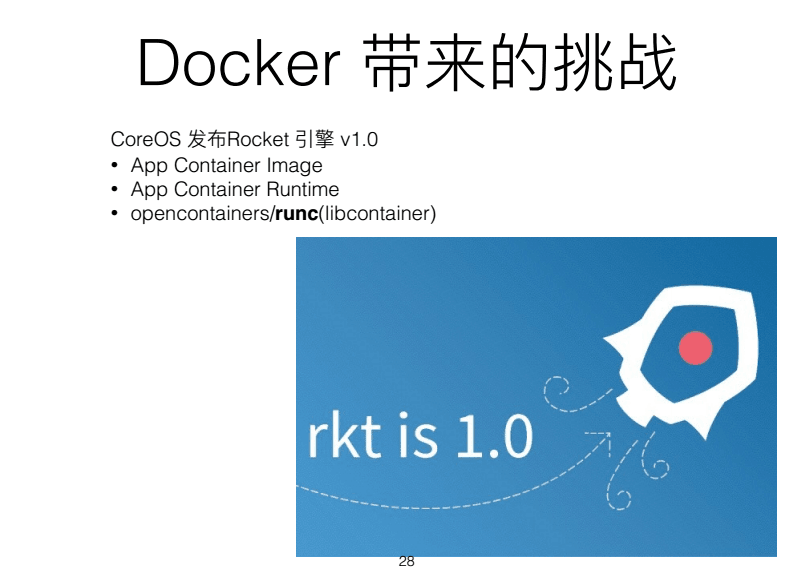 Docker 带来的挑战
CoreOS 发布Rocket 引擎 v1.0
• App Container Image
• App Container Runtime
• opencontainers/runc(libcontainer)
rkt is 1.0
28